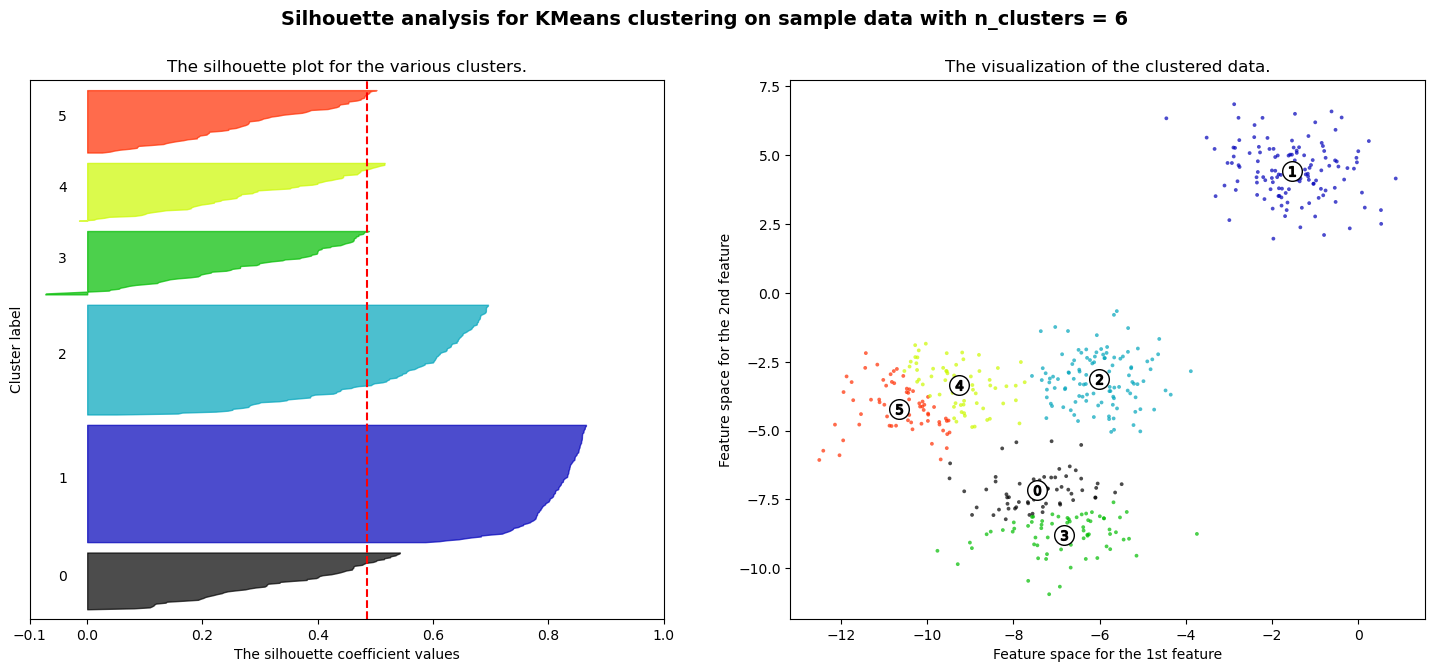 Silhouette analysis for KMeans clustering on sample data with n_clusters = 6
The silhouette plot for the various clusters.
5
4
3
2
1
0
Cluster label
−0.1 0.0 0.2 0.4 0.6 0.8 1.0
The silhouette coefficient values
The visualization of the clustered data.
7.5
5.0
2.5
0.0
−2.5
−5.0
−7.5
−10.0
Feature space for the 2nd feature
1
2
4
5
0
3
−12 −10 −8 −6 −4 −2 0
Feature space for the 1st feature